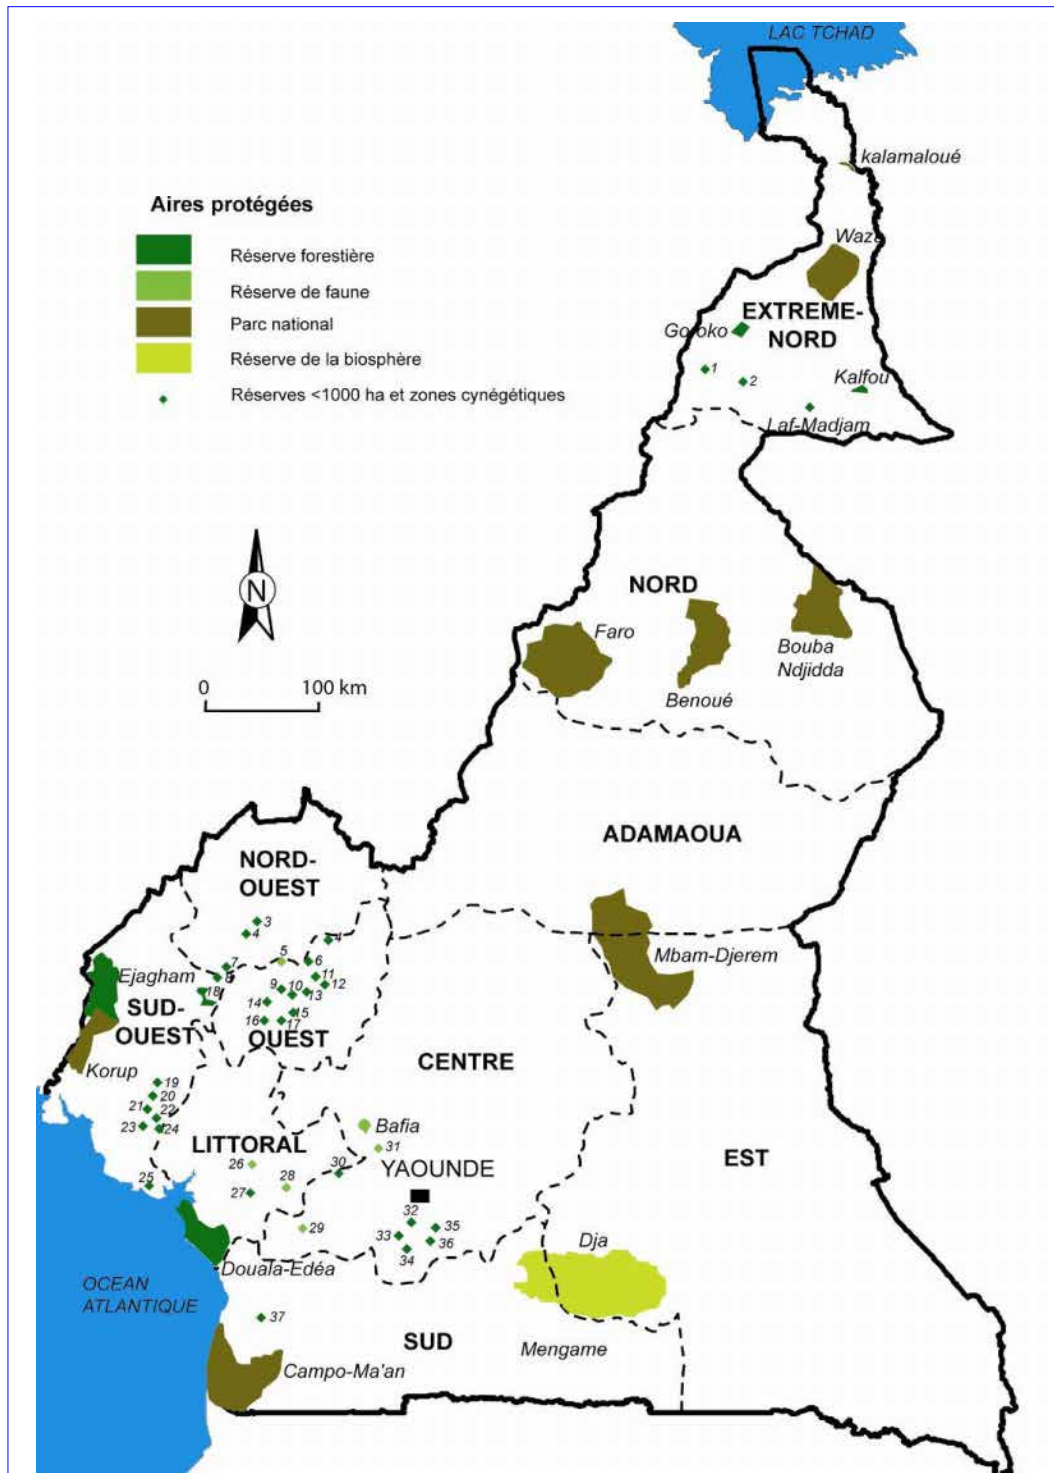 LAC TCHAD
kalamaloué
Aires protégées
Réserve forestière
Réserve de faune
Parc national
Réserve de la biosphère
Réserves <1000 ha et zones cynégétiques
Waza
EXTREME-
NORD
Goroko
1
2
Kalfou
Laf-Madjam
N
0
100 km
NORD
Faro
Benoué
Bouba
Ndjidda
ADAMAOUA
NORD-
OUEST
3
4
4
5
6
7
8
9
10
11
12
13
14
15
16
17
18
Ejagham
SUD-
OUEST
OUEST
Mbam-Djerem
Korup
CENTRE
19
20
21
22
23
24
LITTORAL
Bafia
31
YAOUNDE
EST
25
26
27
28
29
30
32
33
34
35
36
Dja
Douala-Edéa
OCEAN
ATLANTIQUE
37
SUD
Mengame
Campo-Ma'an